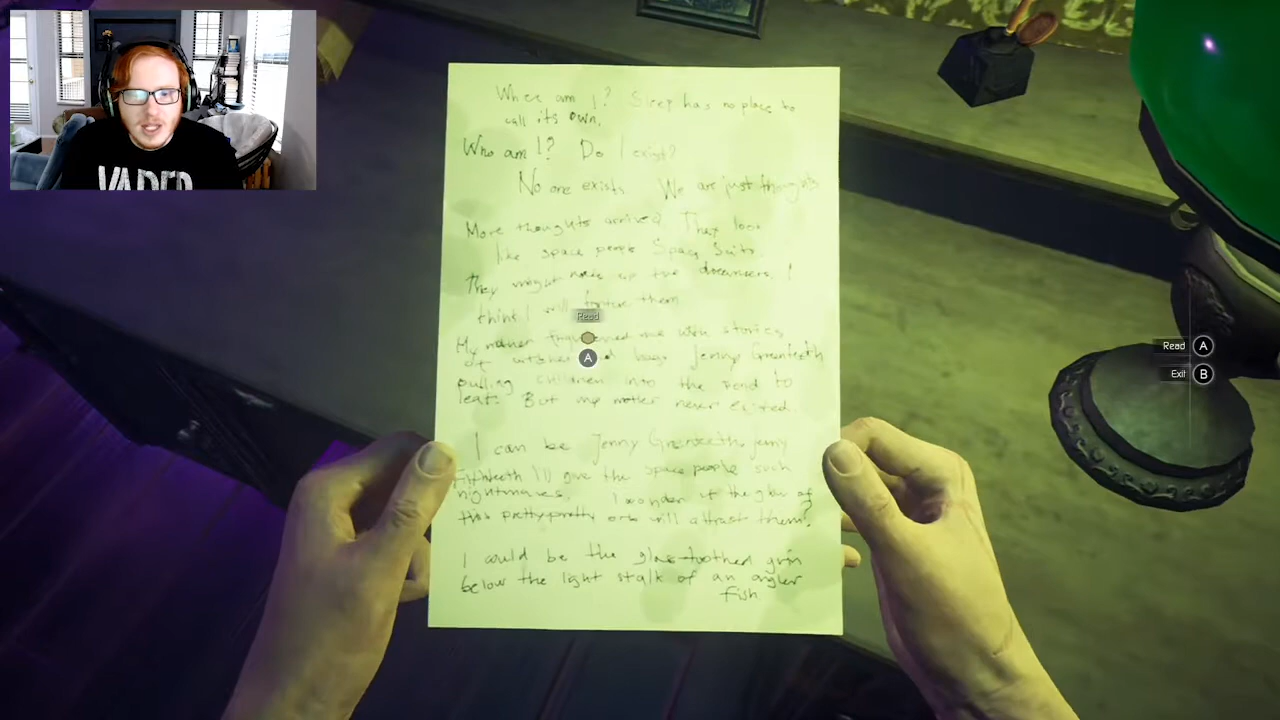 Where am I? Sleep has no place to
call its own.
Who am I? Do I exist?
No one exists. We are just thoughts
More thoughts arrived. They look
like space people Space Suits.
They might wake up the dreamers. I
think I will torture them
Read
My mother frightened me with stories
of witches d hags Jenny Greenteeth
A
pulling children into the pond to
eat. But my mother never existed.
I can be Jenny Greenteeth, Jenny
Filthteeth I'll give the space people such
nightmares. I wonder if the glow of
this pretty-pretty orb will attract them?
I could be the glass-toothed grin
below the light stalk of an angler
fish
Read A
Exit B
VADER